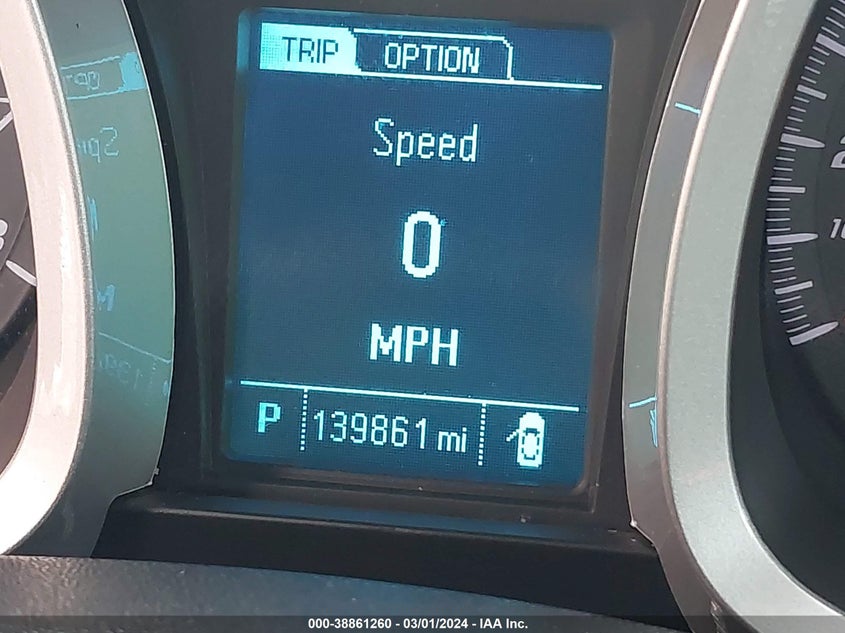 TRIP OPTION
Speed
0
MPH
P 139861 mi
000-38861260 - 03/01/2024 - IAA Inc.